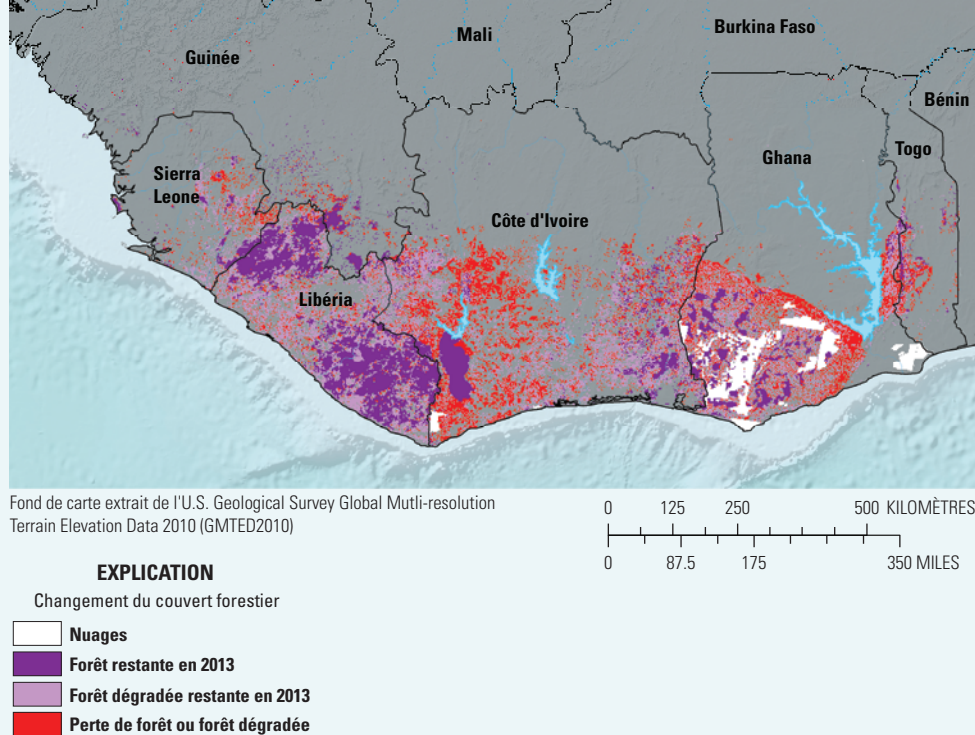 Mali
Burkina Faso
Guinée
Bénin
Togo
Ghana
Sierra
Leone
Côte d'Ivoire
Libéria
Fond de carte extrait de l'U.S. Geological Survey Global Mutli-resolution
Terrain Elevation Data 2010 (GMTED2010)
0 125 250 500 KILOMÈTRES
0 87.5 175 350 MILES
EXPLICATION
Changement du couvert forestier
Nuages
Forêt restante en 2013
Forêt dégradée restante en 2013
Perte de forêt ou forêt dégradée